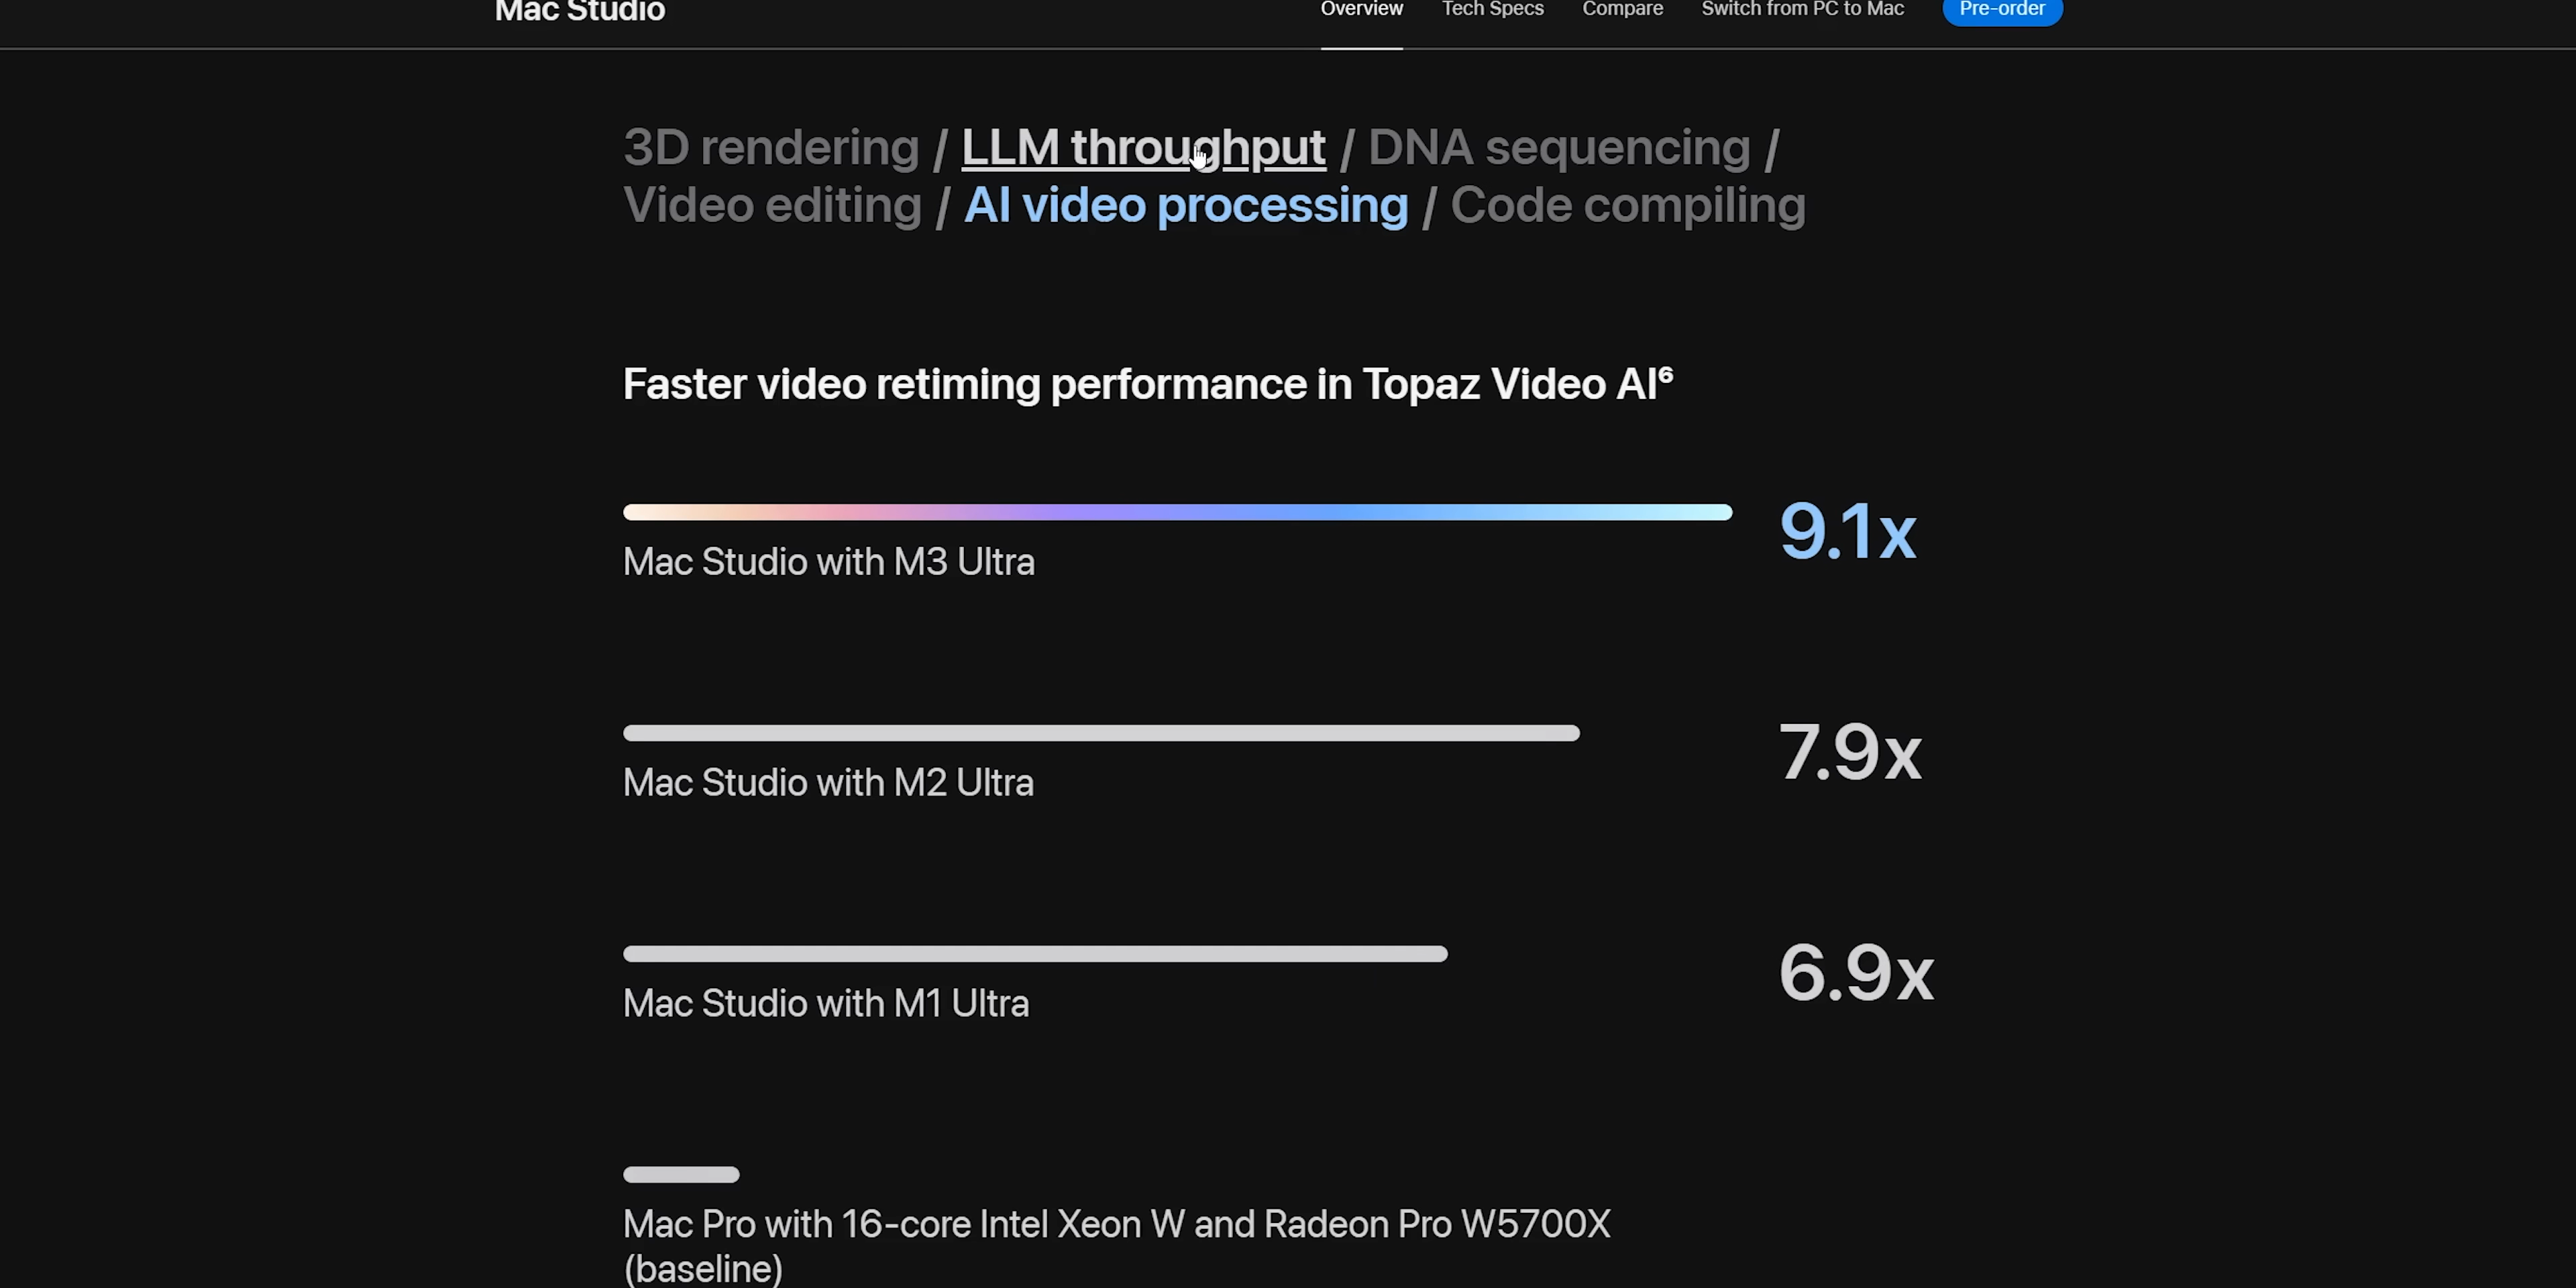 Mac Studio
Overview Tech Specs Compare Switch from PC to Mac Pre-order
3D rendering / LLM throughput / DNA sequencing /
Video editing / AI video processing / Code compiling
Faster video retiming performance in Topaz Video AI⁶
9.1x
Mac Studio with M3 Ultra
7.9x
Mac Studio with M2 Ultra
6.9x
Mac Studio with M1 Ultra
Mac Pro with 16-core Intel Xeon W and Radeon Pro W5700X
(baseline)